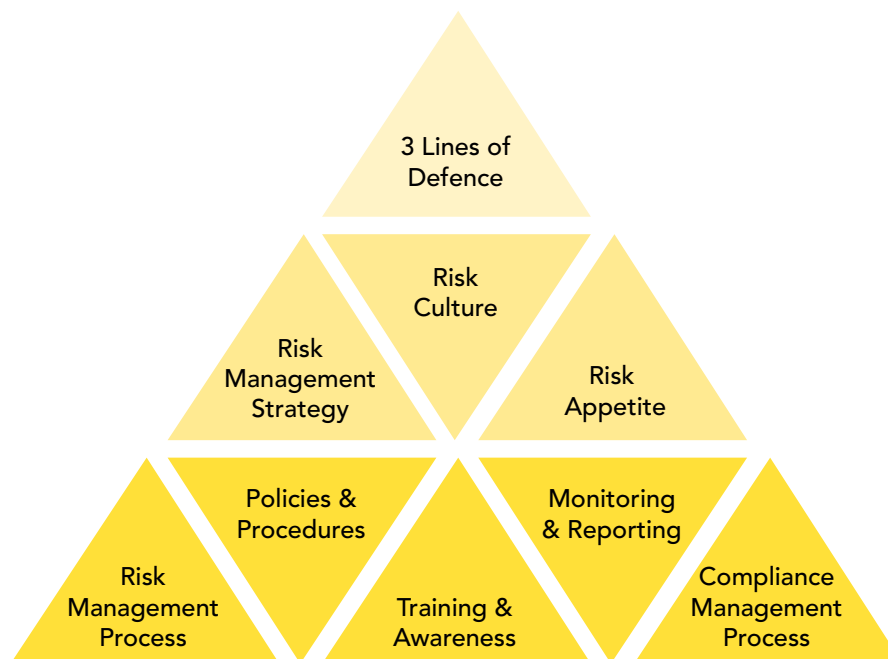 3 Lines of
Defence
Risk
Culture
Risk
Management
Strategy
Risk
Appetite
Policies &
Procedures
Monitoring
& Reporting
Risk
Management
Process
Training &
Awareness
Compliance
Management
Process